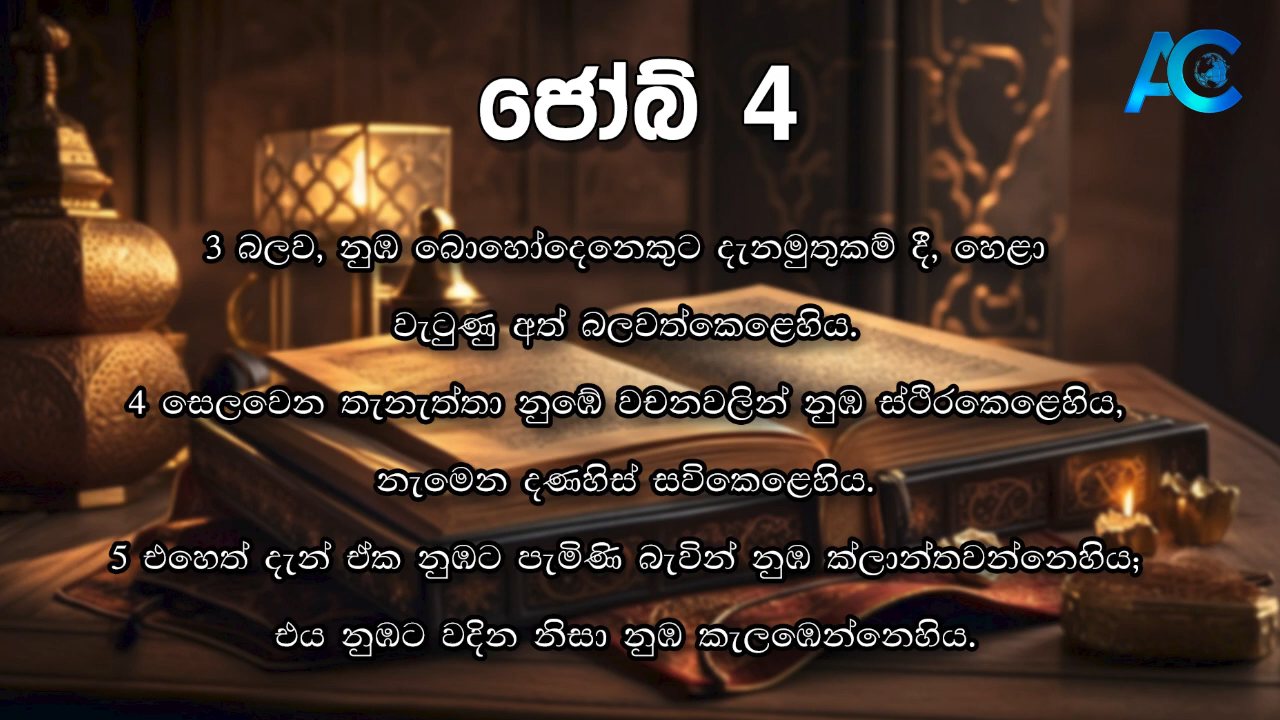 AC
ජෝබ් 4
3 බලව, නුඹ බොහෝදෙනෙකුට දැනමුතුකම් දී, හෙළා
වැටුණු අත් බලවත්කෙළෙහිය.
4 සෙලවෙන තැනැත්තා නුඹේ වචනවලින් නුඹ ස්ථිරකෙළෙහිය,
නැමෙන දණහිස් සවිකෙළෙහිය.
5 එහෙත් දැන් ඒක නුඹට පැමිණි බැවින් නුඹ ක්ලාන්තවන්නෙහිය;
එය නුඹට වදින නිසා නුඹ කැලඹෙන්නෙහිය.